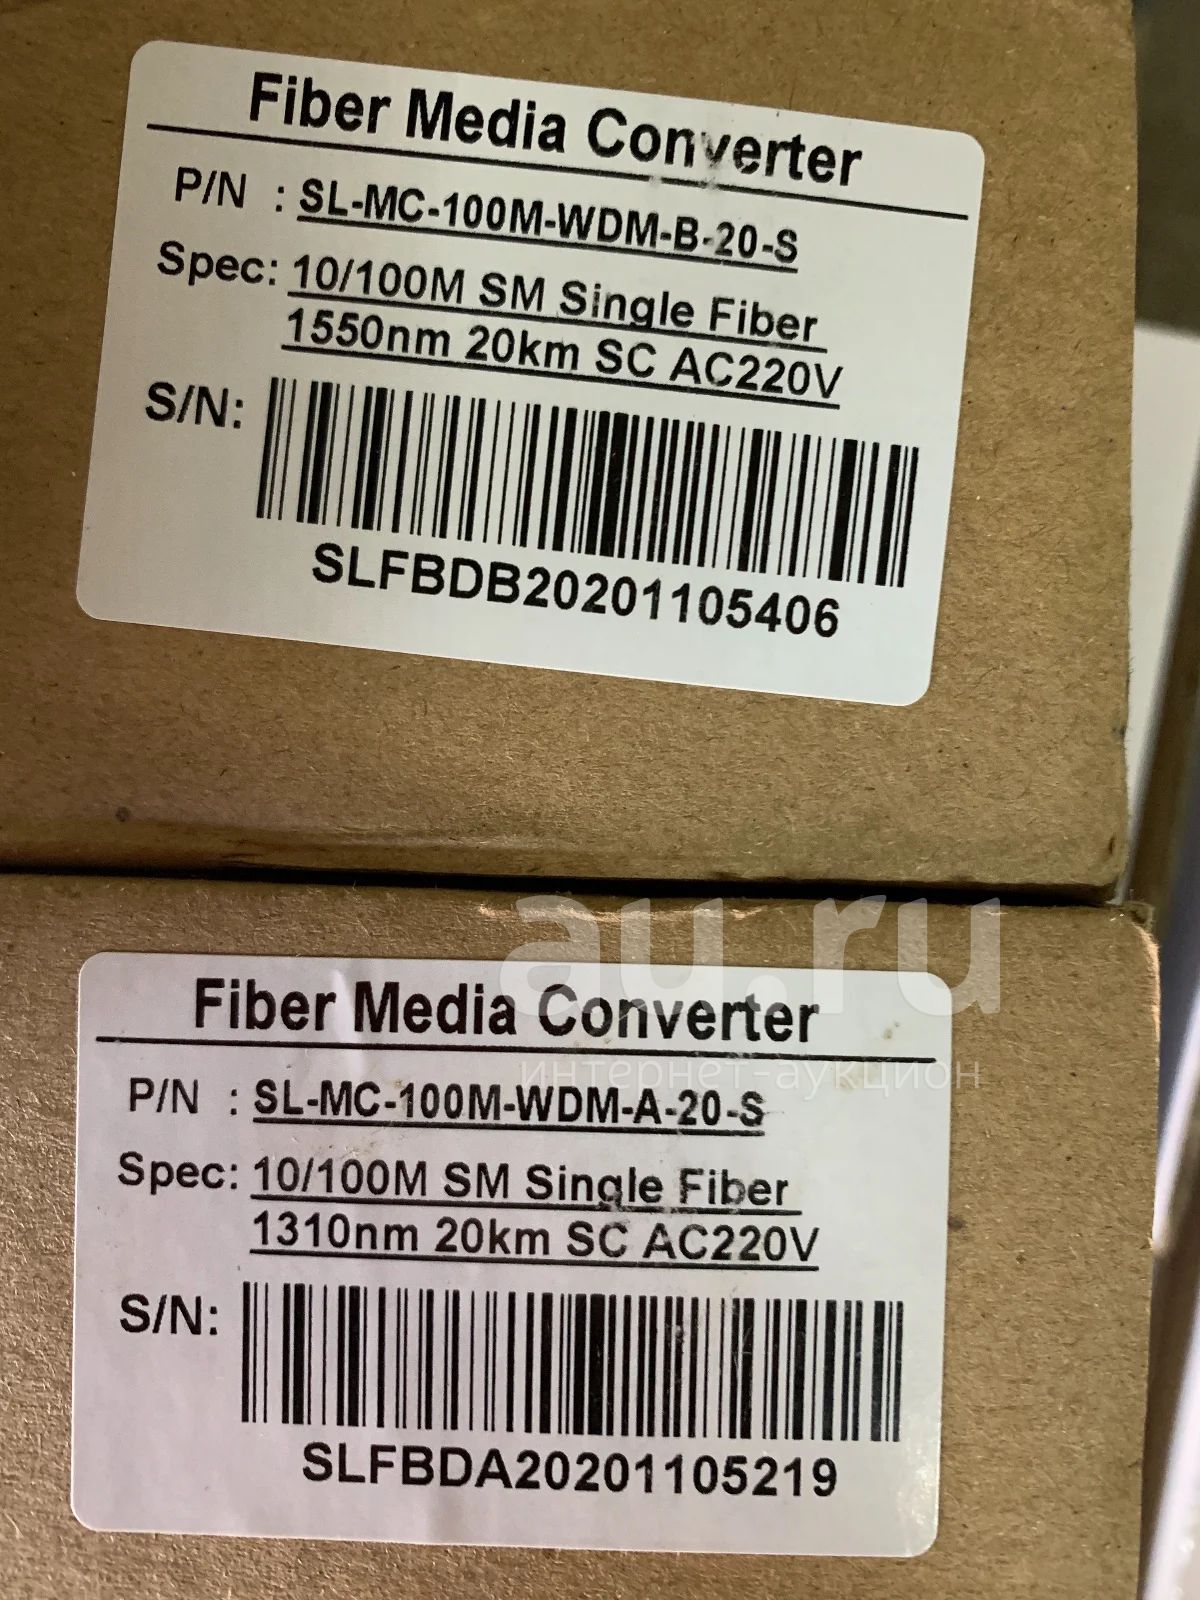 Fiber Media Converter
P/N : SL-MC-100M-WDM-B-20-S
Spec: 10/100M SM Single Fiber
1550nm 20km SC AC220V
S/N:
SLFBDB20201105406
au.ru
интернет-аукцион
Fiber Media Converter
P/N : SL-MC-100M-WDM-A-20-S
Spec: 10/100M SM Single Fiber
1310nm 20km SC AC220V
S/N:
SLFBDA20201105219